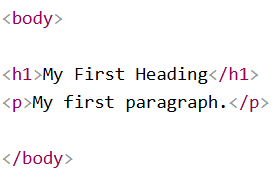 <body>
<h1>My First Heading</h1>
<p>My first paragraph.</p>
</body>